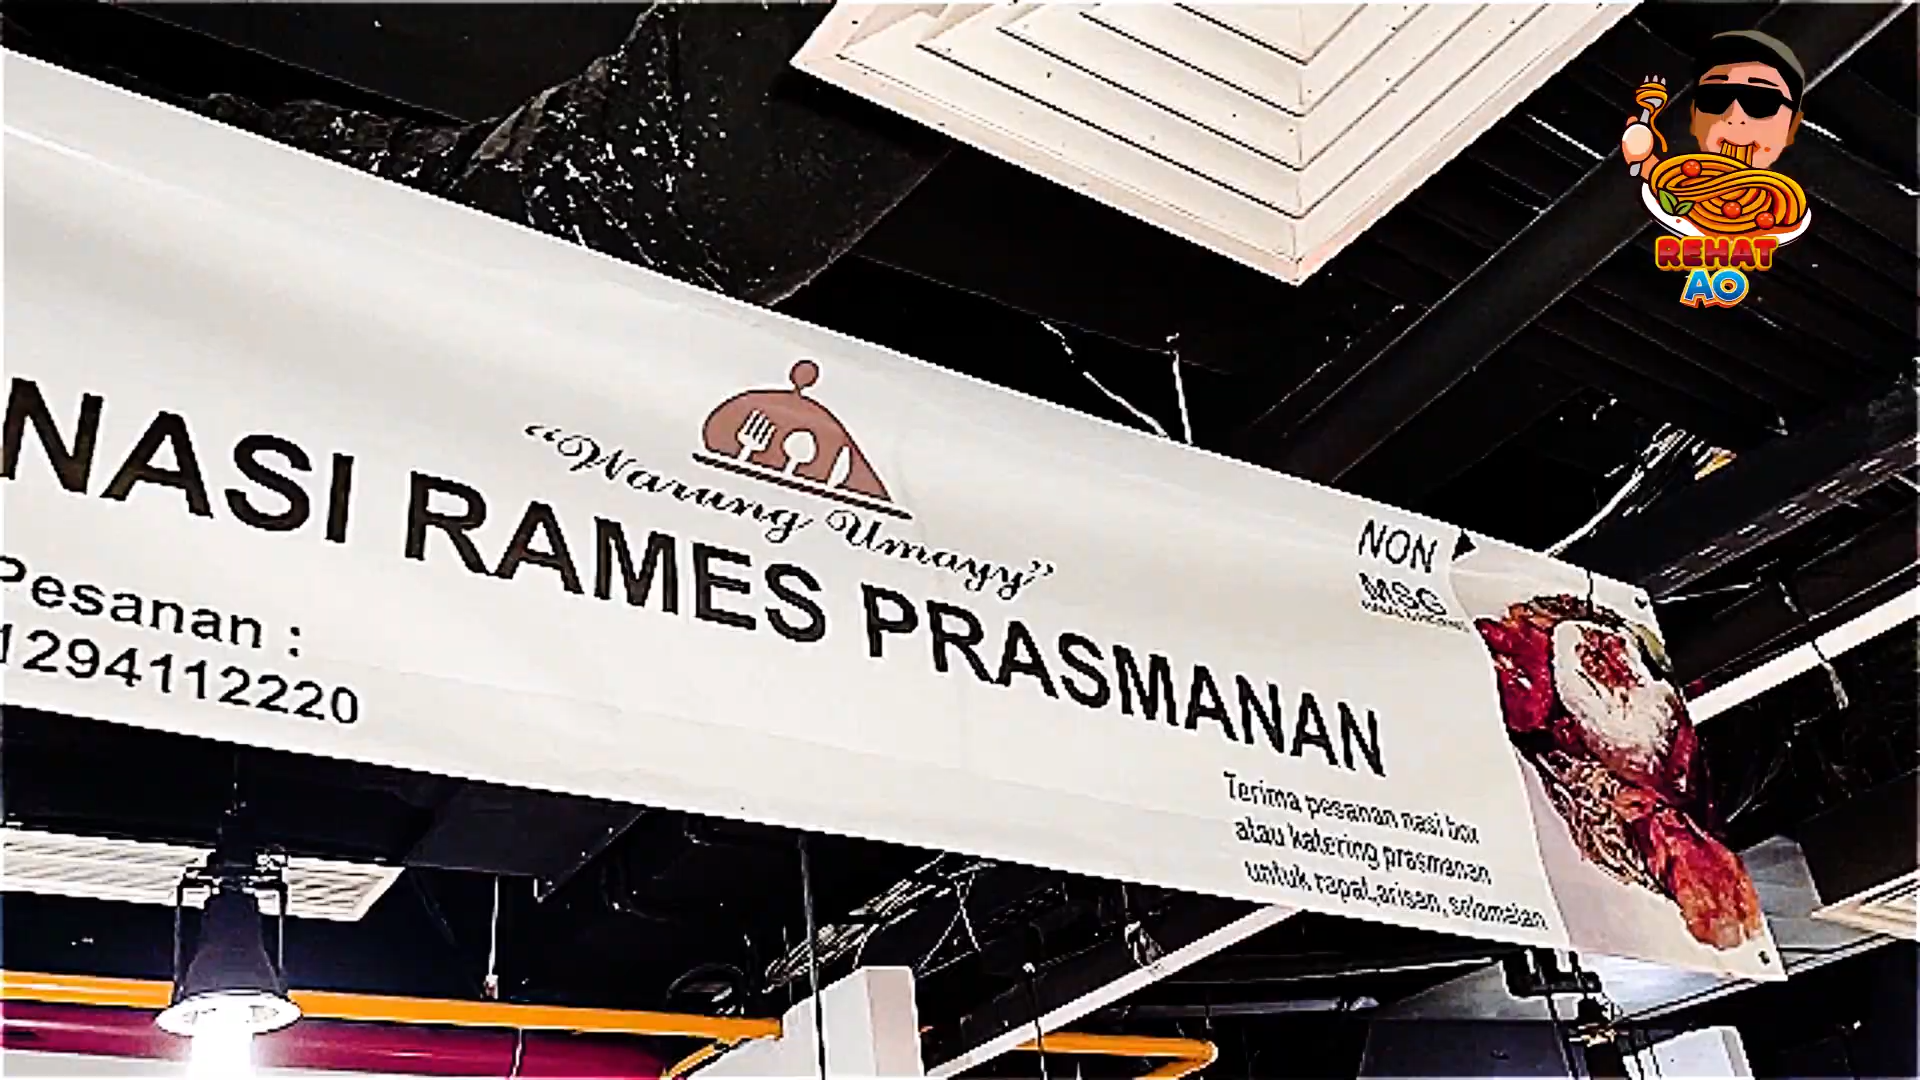 REHAT
AO
"Warung Umayy"
NASI RAMES PRASMANAN
Pesanan :
1294112220
NON
MSG
Terima pesanan nasi box
atau katering prasmanan
untuk rapat,arisan, selamatan